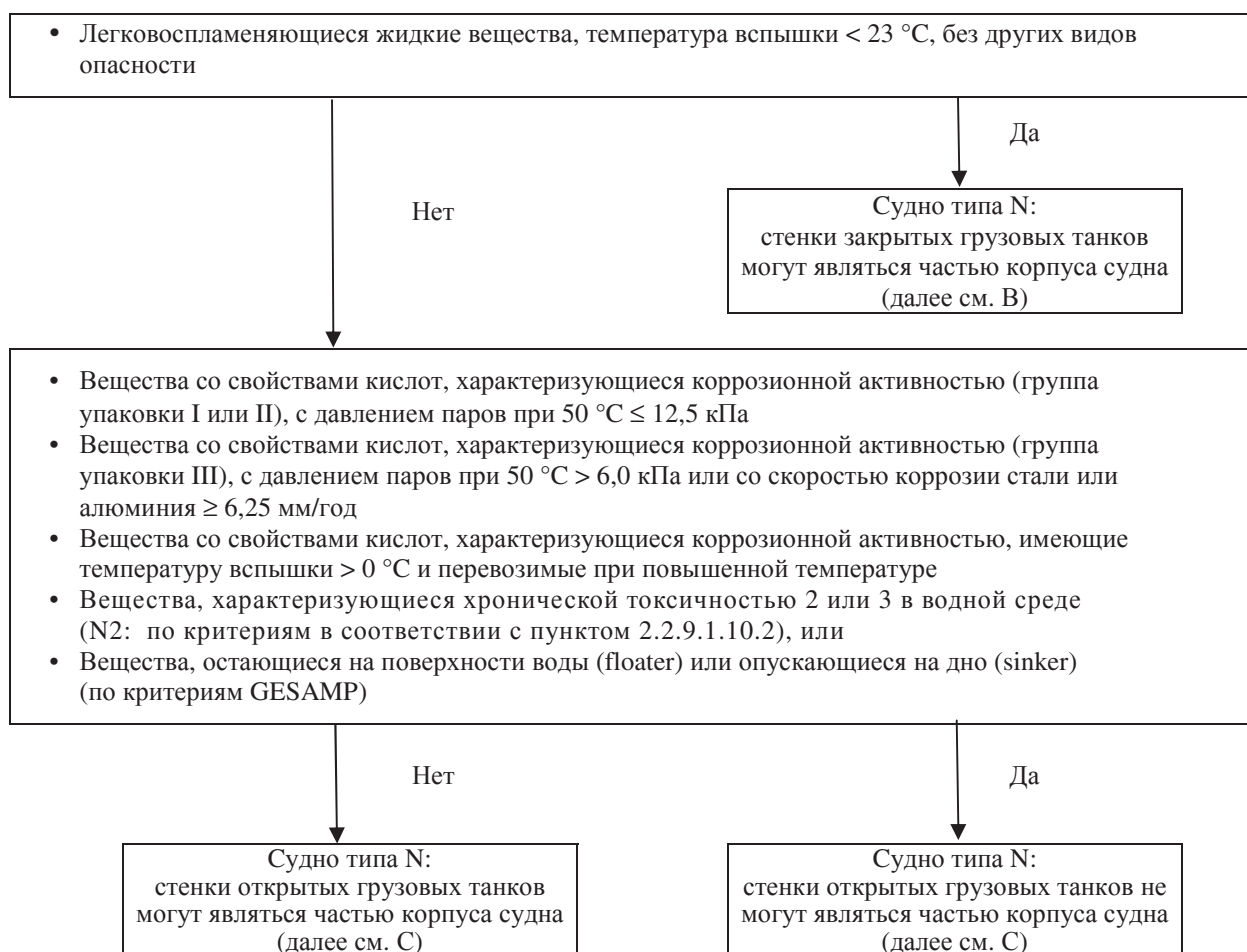 • Легковоспламеняющиеся жидкие вещества, температура вспышки < 23 °C, без других видов
опасности
Да
Нет
Судно типа N:
стенки закрытых грузовых танков
могут являться частью корпуса судна
(далее см. B)
• Вещества со свойствами кислот, характеризующиеся коррозионной активностью (группа
упаковки I или II), с давлением паров при 50 °C ≤ 12,5 кПа
• Вещества со свойствами кислот, характеризующиеся коррозионной активностью (группа
упаковки III), с давлением паров при 50 °C > 6,0 кПа или со скоростью коррозии стали или
алюминия ≥ 6,25 мм/год
• Вещества со свойствами кислот, характеризующиеся коррозионной активностью, имеющие
температуру вспышки > 0 °C и перевозимые при повышенной температуре
• Вещества, характеризующиеся хронической токсичностью 2 или 3 в водной среде
(N2: по критериям в соответствии с пунктом 2.2.9.1.10.2), или
• Вещества, остающиеся на поверхности воды (floater) или опускающиеся на дно (sinker)
(по критериям GESAMP)
Нет
Да
Судно типа N:
стенки открытых грузовых танков
могут являться частью корпуса судна
(далее см. C)
Судно типа N:
стенки открытых грузовых танков не
могут являться частью корпуса судна
(далее см. C)